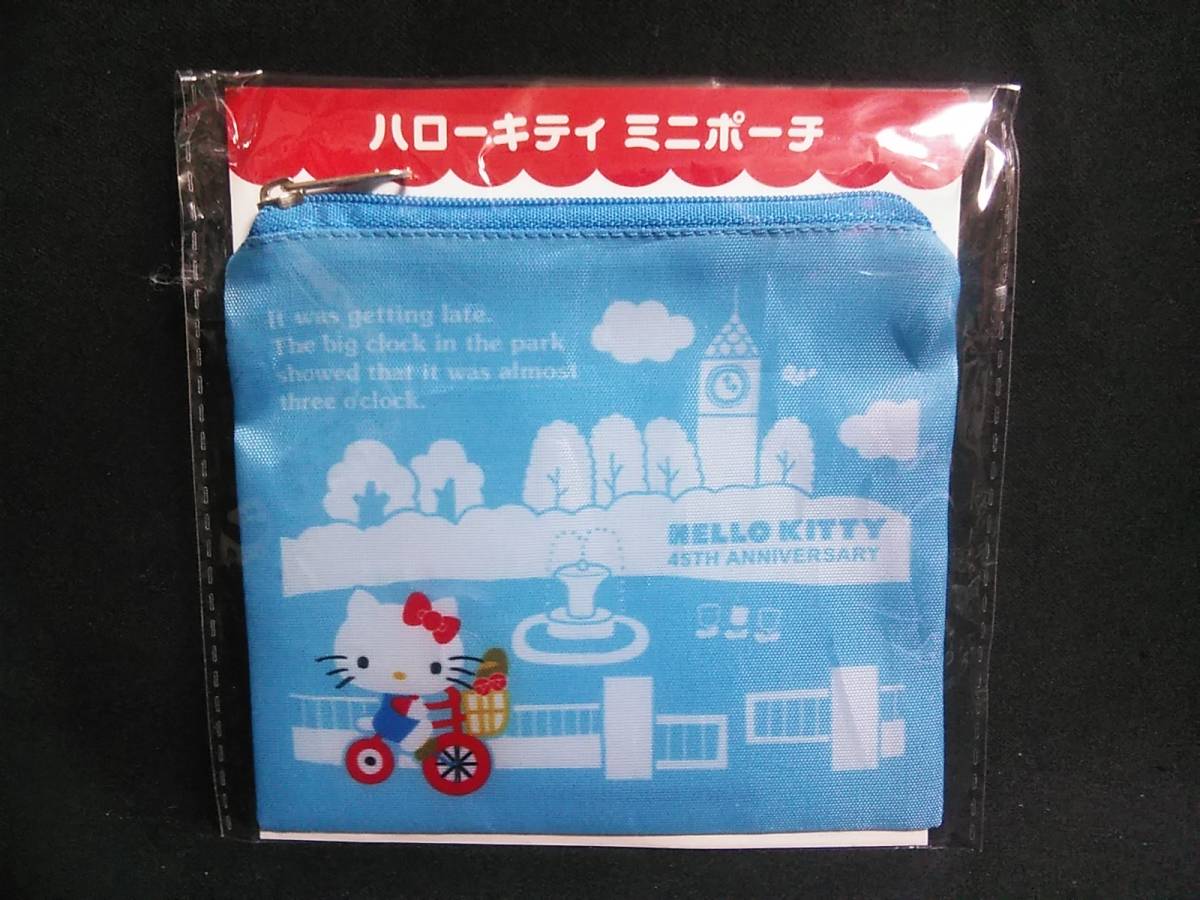 ハローキティ ミニポーチ
It was getting late.
The big clock in the park
showed that it was almost
three o'clock.
HELLO KITTY
45TH ANNIVERSARY